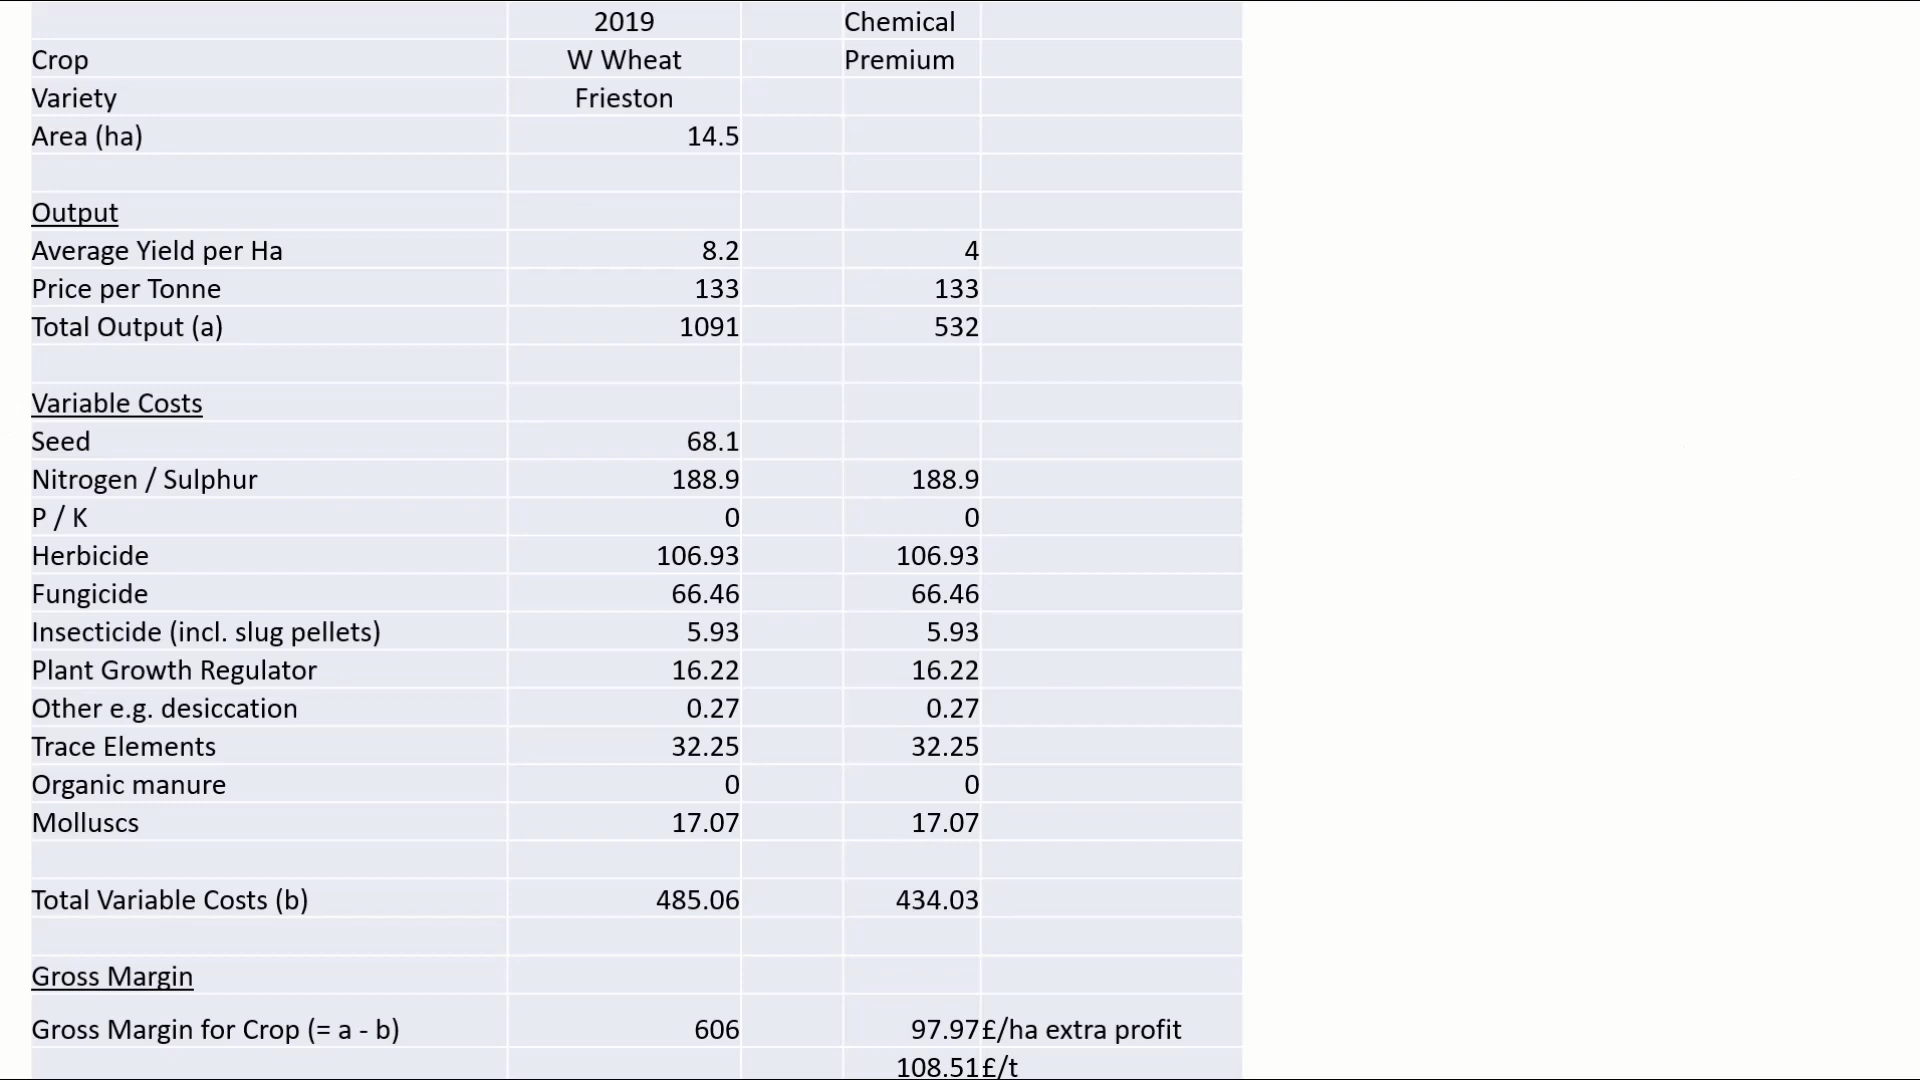 2019 Chemical
Crop W Wheat Premium
Variety Frieston
Area (ha) 14.5
Output
Average Yield per Ha 8.2 4
Price per Tonne 133 133
Total Output (a) 1091 532
Variable Costs
Seed 68.1
Nitrogen / Sulphur 188.9 188.9
P / K 0 0
Herbicide 106.93 106.93
Fungicide 66.46 66.46
Insecticide (incl. slug pellets) 5.93 5.93
Plant Growth Regulator 16.22 16.22
Other e.g. desiccation 0.27 0.27
Trace Elements 32.25 32.25
Organic manure 0 0
Molluscs 17.07 17.07
Total Variable Costs (b) 485.06 434.03
Gross Margin
Gross Margin for Crop (= a - b) 606 97.97 £/ha extra profit
108.51 £/t